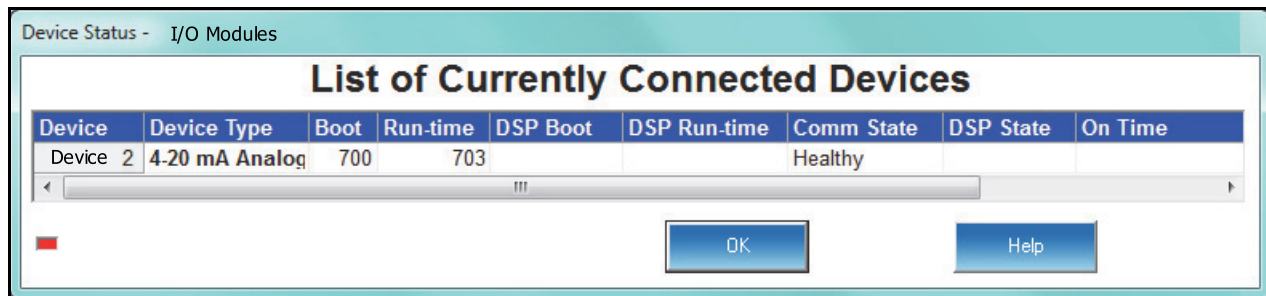 Device Status - I/O Modules
List of Currently Connected Devices
Device Device Type Boot Run-time DSP Boot DSP Run-time Comm State DSP State On Time
Device 2 4-20 mA Analog 700 703 Healthy
OK Help